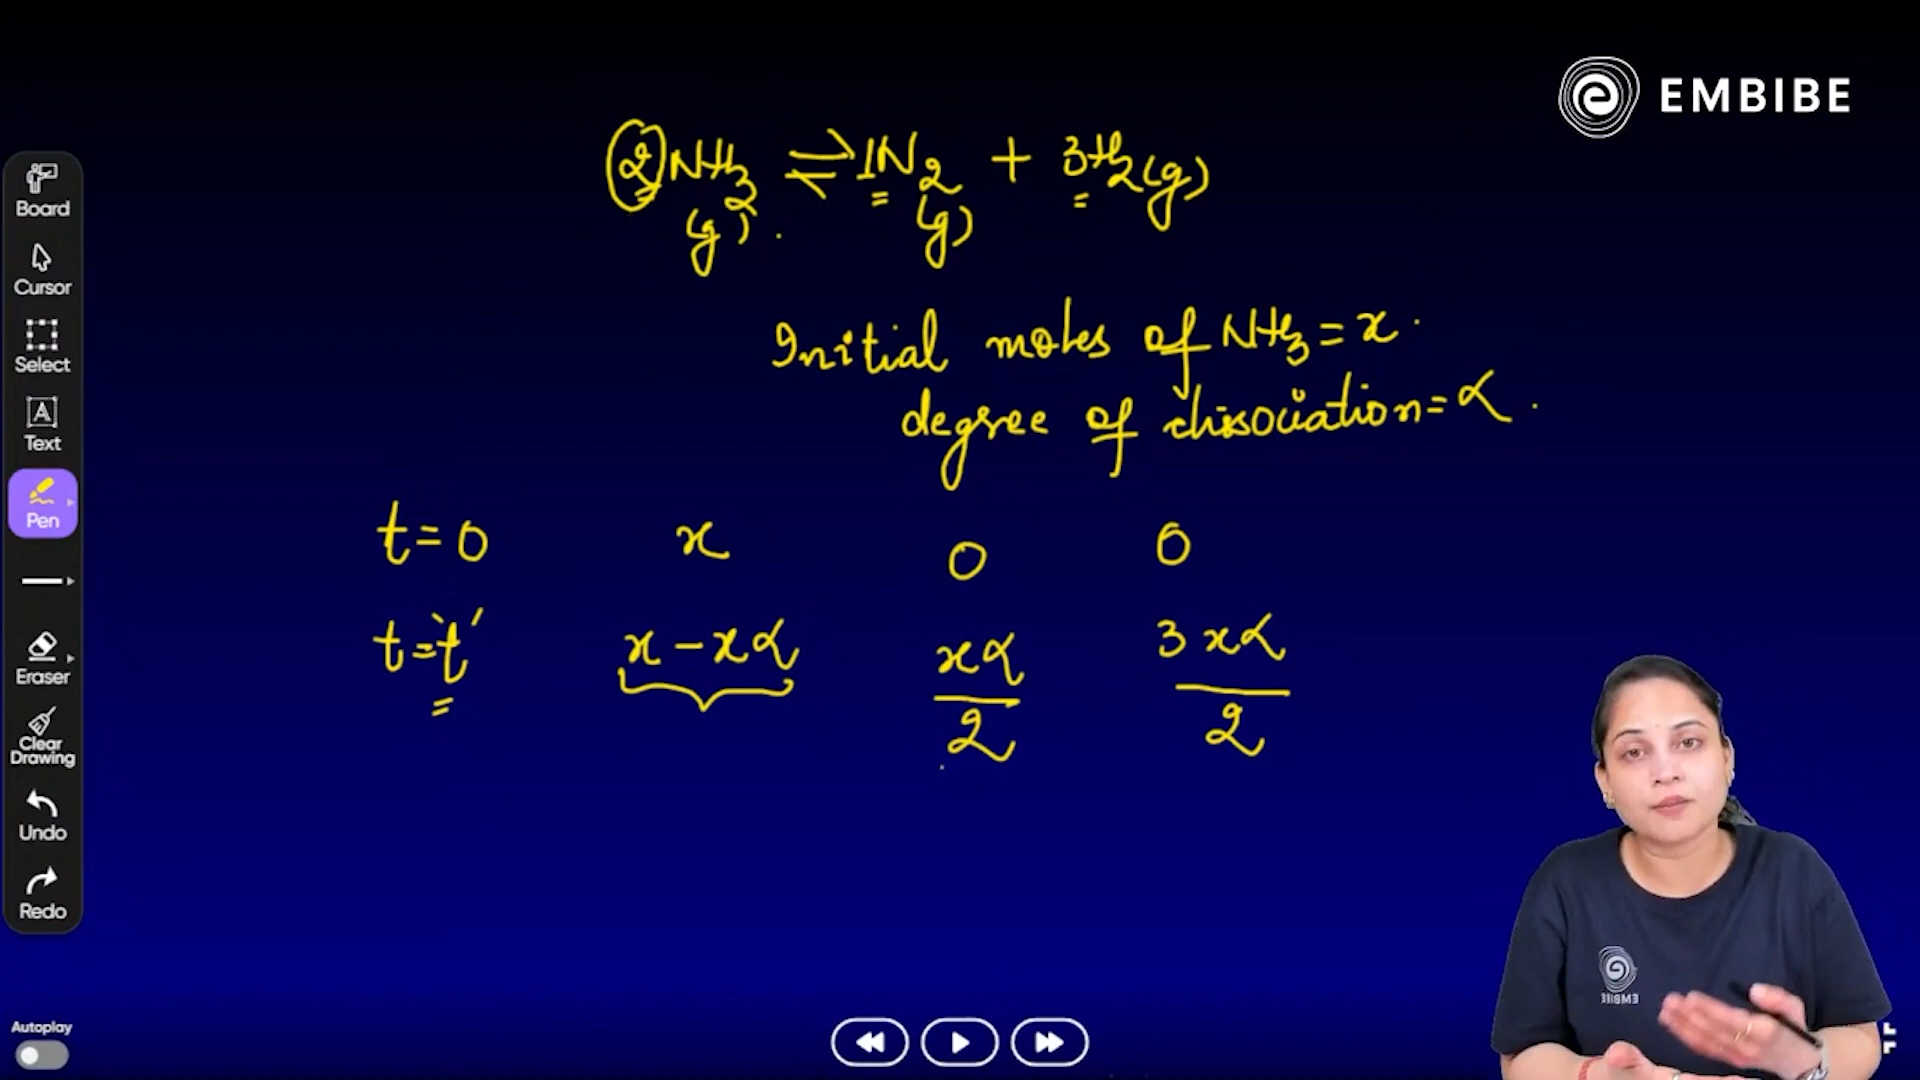 EMBIBE
2NH3 ⇌ 1N2 + 3H2(g)
(g) (g)
Initial moles of NH3 = x.
degree of dissociation = α.
t = 0 x 0 0
t = t' x - xα xα/2 3xα/2
Board
Cursor
Select
Text
Pen
Eraser
Clear
Drawing
Undo
Redo
Autoplay
EMBIBE